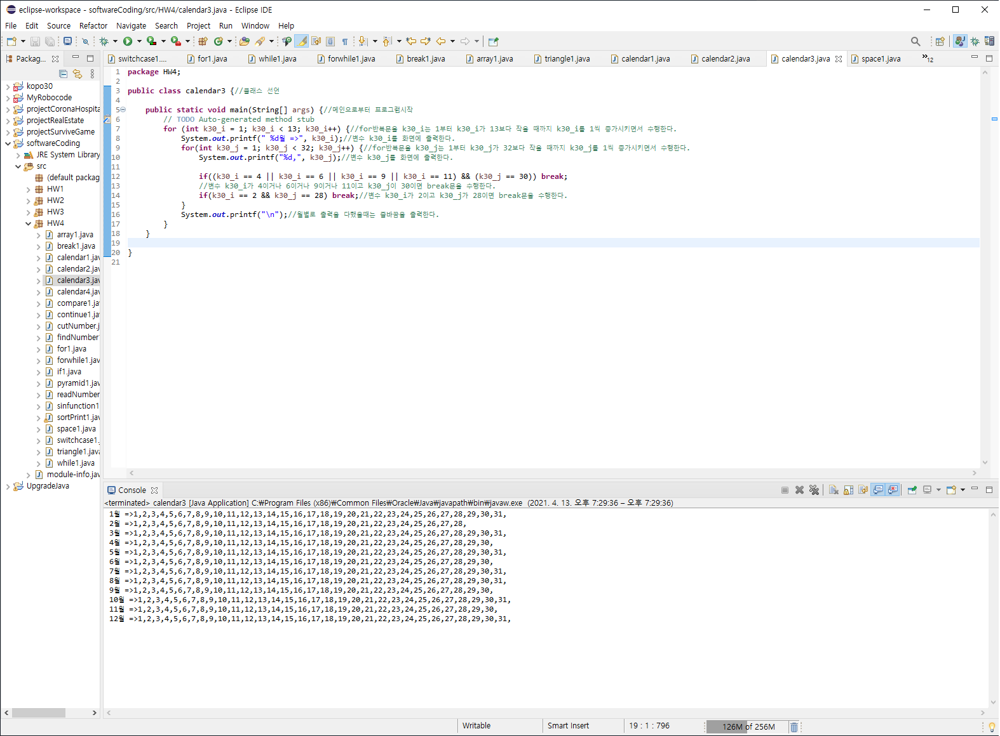 eclipse-workspace - softwareCoding/src/HW4/calendar3.java - Eclipse IDE
File Edit Source Refactor Navigate Search Project Run Window Help
Packag...
switchcase1....
for1.java
while1.java
forwhile1.java
break1.java
array1.java
triangle1.java
calendar1.java
calendar2.java
calendar3.java
space1.java
»12
kopo30
MyRobocode
projectCoronaHospita
projectRealEstate
projectSurviveGame
softwareCoding
JRE System Library
src
(default packag
HW1
HW2
HW3
HW4
array1.java
break1.java
calendar1.jav
calendar2.jav
calendar3.jav
calendar4.jav
compare1.jav
continue1.jav
cutNumber.j
findNumber
for1.java
forwhile1.jav
if1.java
pyramid1.jav
readNumber
sinfunction1
sortPrint1.jav
space1.java
switchcase1.
triangle1.java
while1.java
module-info.jav
UpgradeJava
1 package HW4;
2
3 public class calendar3 {//클래스 선언
4
5 public static void main(String[] args) {//메인으로부터 프로그램시작
6 // TODO Auto-generated method stub
7 for (int k30_i = 1; k30_i < 13; k30_i++) {//for반복문을 k30_i는 1부터 k30_i가 13보다 작을 때까지 k30_i를 1씩 증가시키면서 수행한다.
8 System.out.printf(" %d월 =>", k30_i);//변수 k30_i를 화면에 출력한다.
9 for(int k30_j = 1; k30_j < 32; k30_j++) {//for반복문을 k30_j는 1부터 k30_j가 32보다 작을 때까지 k30_j를 1씩 증가시키면서 수행한다.
10 System.out.printf("%d,", k30_j);//변수 k30_j를 화면에 출력한다.
11
12 if((k30_i == 4 || k30_i == 6 || k30_i == 9 || k30_i == 11) && (k30_j == 30)) break;
13 //변수 k30_i가 4이거나 6이거나 9이거나 11이고 k30_j이 30이면 break문을 수행한다.
14 if(k30_i == 2 && k30_j == 28) break;//변수 k30_i가 2이고 k30_j가 28이면 break문을 수행한다.
15 }
16 System.out.printf("\n");//월별로 출력을 다했을때는 줄바꿈을 출력한다.
17 }
18 }
19
20 }
21
Console
<terminated> calendar3 [Java Application] C:₩Program Files (x86)₩Common Files₩Oracle₩Java₩javapath₩bin₩javaw.exe (2021. 4. 13. 오후 7:29:36 – 오후 7:29:36)
1월 =>1,2,3,4,5,6,7,8,9,10,11,12,13,14,15,16,17,18,19,20,21,22,23,24,25,26,27,28,29,30,31,
2월 =>1,2,3,4,5,6,7,8,9,10,11,12,13,14,15,16,17,18,19,20,21,22,23,24,25,26,27,28,
3월 =>1,2,3,4,5,6,7,8,9,10,11,12,13,14,15,16,17,18,19,20,21,22,23,24,25,26,27,28,29,30,31,
4월 =>1,2,3,4,5,6,7,8,9,10,11,12,13,14,15,16,17,18,19,20,21,22,23,24,25,26,27,28,29,30,
5월 =>1,2,3,4,5,6,7,8,9,10,11,12,13,14,15,16,17,18,19,20,21,22,23,24,25,26,27,28,29,30,31,
6월 =>1,2,3,4,5,6,7,8,9,10,11,12,13,14,15,16,17,18,19,20,21,22,23,24,25,26,27,28,29,30,
7월 =>1,2,3,4,5,6,7,8,9,10,11,12,13,14,15,16,17,18,19,20,21,22,23,24,25,26,27,28,29,30,31,
8월 =>1,2,3,4,5,6,7,8,9,10,11,12,13,14,15,16,17,18,19,20,21,22,23,24,25,26,27,28,29,30,31,
9월 =>1,2,3,4,5,6,7,8,9,10,11,12,13,14,15,16,17,18,19,20,21,22,23,24,25,26,27,28,29,30,
10월 =>1,2,3,4,5,6,7,8,9,10,11,12,13,14,15,16,17,18,19,20,21,22,23,24,25,26,27,28,29,30,31,
11월 =>1,2,3,4,5,6,7,8,9,10,11,12,13,14,15,16,17,18,19,20,21,22,23,24,25,26,27,28,29,30,
12월 =>1,2,3,4,5,6,7,8,9,10,11,12,13,14,15,16,17,18,19,20,21,22,23,24,25,26,27,28,29,30,31,
Writable
Smart Insert
19 : 1 : 796
126M of 256M